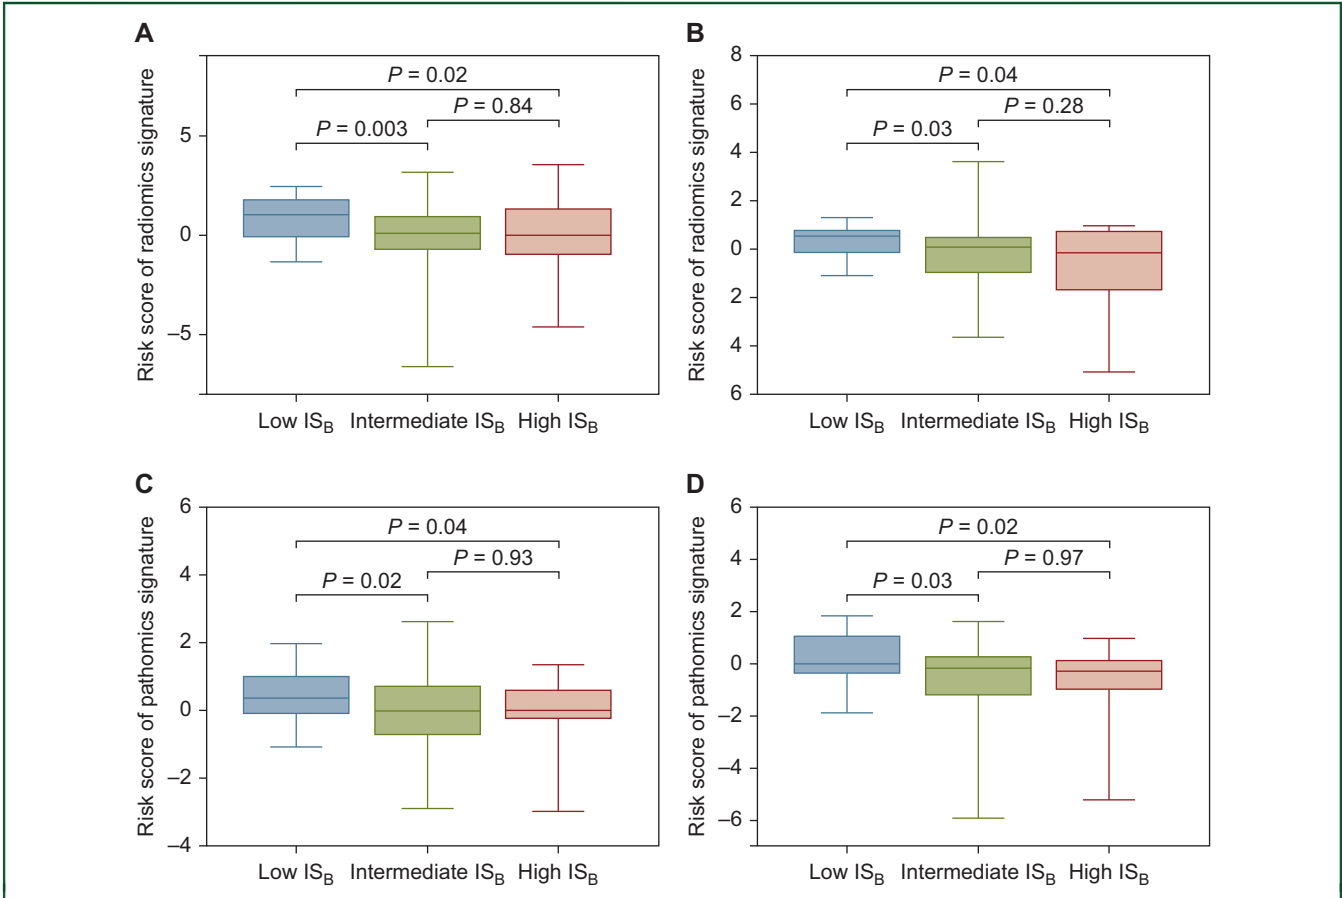 A
Risk score of radiomics signature
P = 0.02
P = 0.84
P = 0.003
5
0
–5
Low ISB
Intermediate ISB
High ISB
B
Risk score of radiomics signature
8
6
4
2
0
2
4
6
P = 0.04
P = 0.28
P = 0.03
Low ISB
Intermediate ISB
High ISB
C
Risk score of pathomics signature
6
4
2
0
–2
–4
P = 0.04
P = 0.93
P = 0.02
Low ISB
Intermediate ISB
High ISB
D
Risk score of pathomics signature
6
4
2
0
–2
–4
–6
P = 0.02
P = 0.97
P = 0.03
Low ISB
Intermediate ISB
High ISB